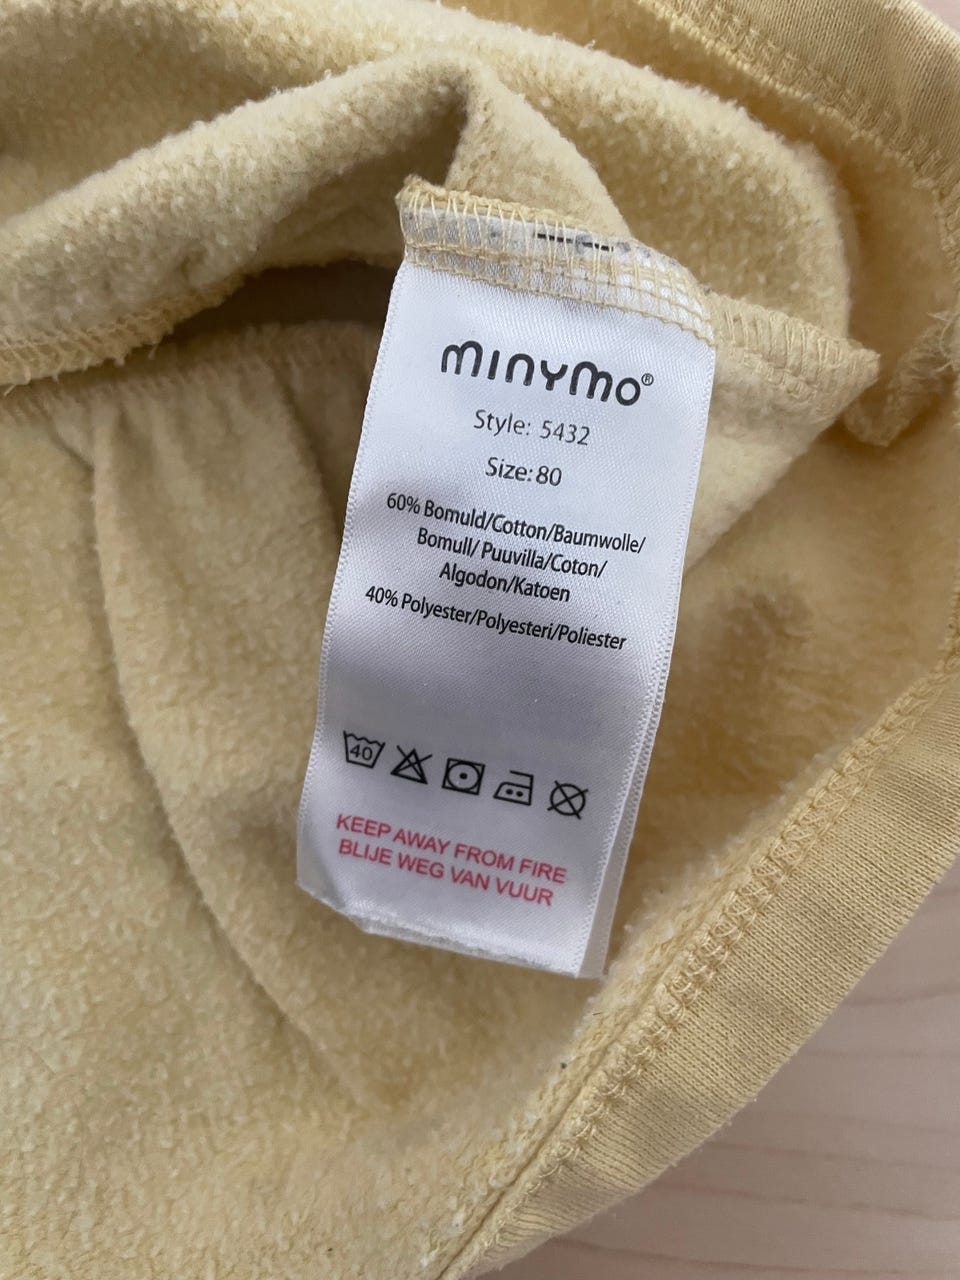 minymo®
Style: 5432
Size: 80
60% Bomuld/Cotton/Baumwolle/
Bomull/ Puuvilla/Coton/
Algodon/Katoen
40% Polyester/Polyesteri/Poliester
40
KEEP AWAY FROM FIRE
BLIJE WEG VAN VUUR